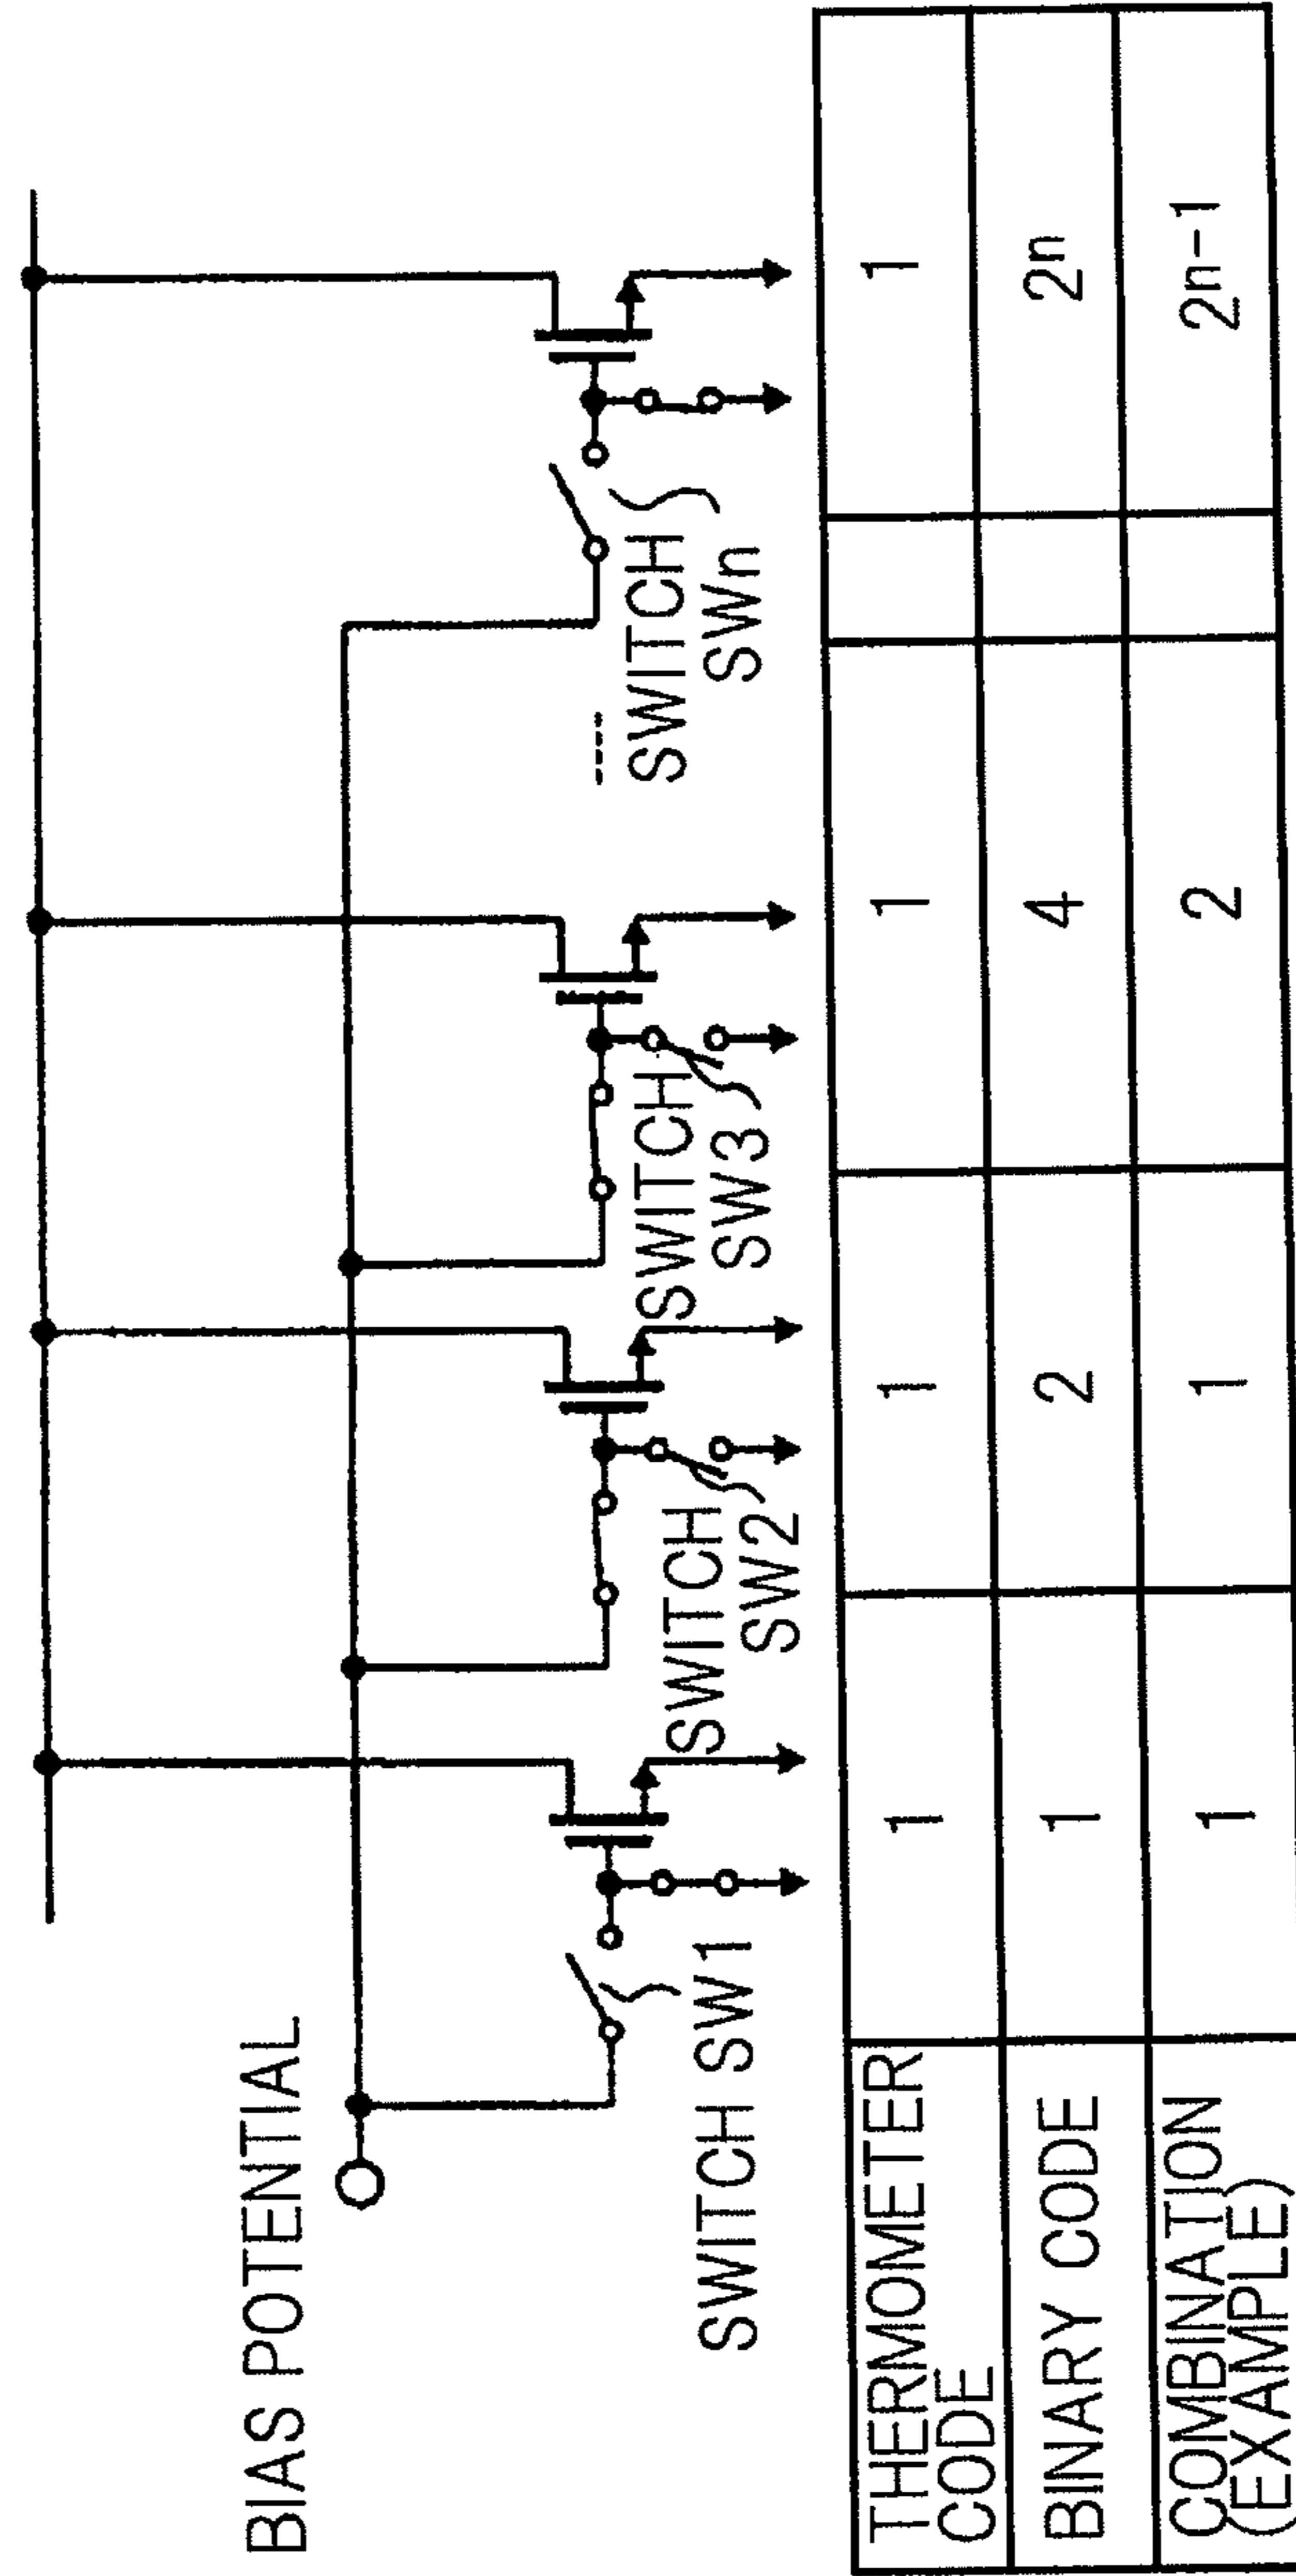 BIAS POTENTIAL
SWITCH SW1
SWITCH
SW2
SWITCH
SW3
SWITCH
SWn
THERMOMETER
CODE
1 1 1 1
BINARY CODE
1 2 4 2n
COMBINATION
(EXAMPLE)
1 1 2 2n-1